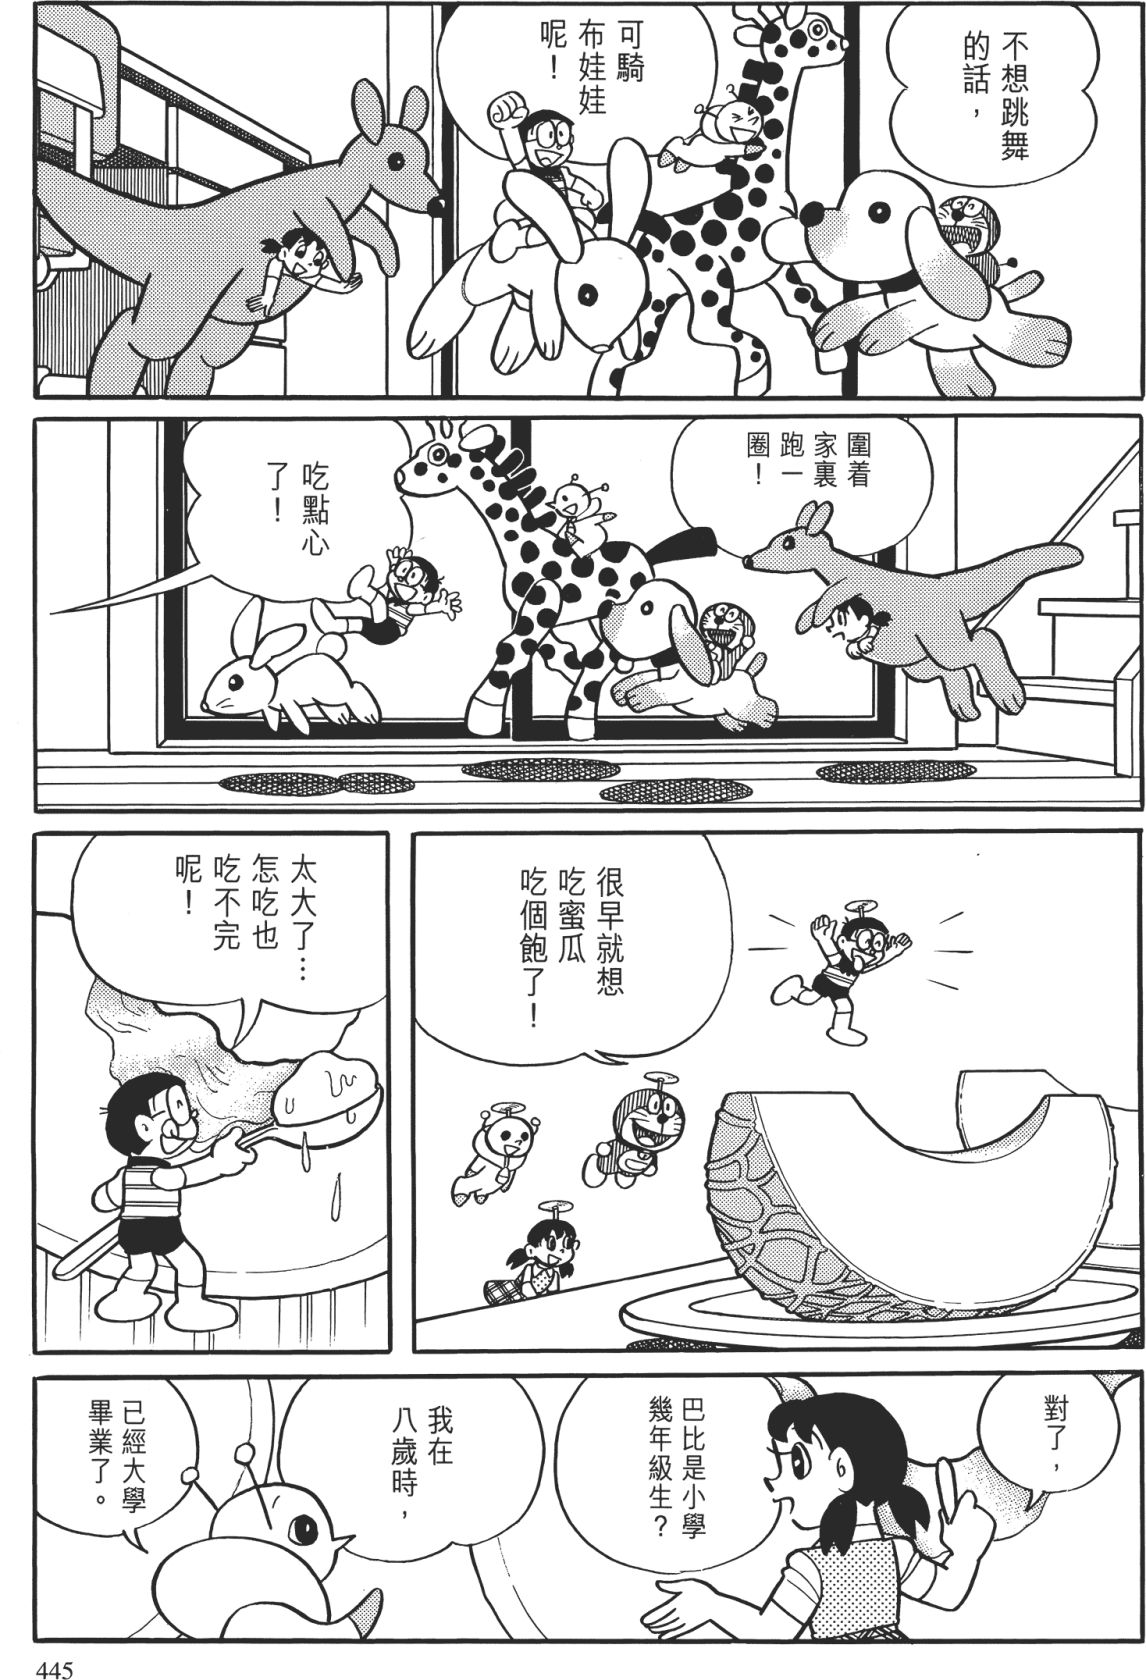 不想跳舞
的話，
可騎
布娃娃
呢！
圍着
家裏
跑一
圈！
吃點心
了！
很早就想
吃蜜瓜
吃個飽了！
太大了…
怎吃也
吃不完
呢！
對了，
巴比是小學
幾年級生？
我在
八歲時，
已經大學
畢業了。
445